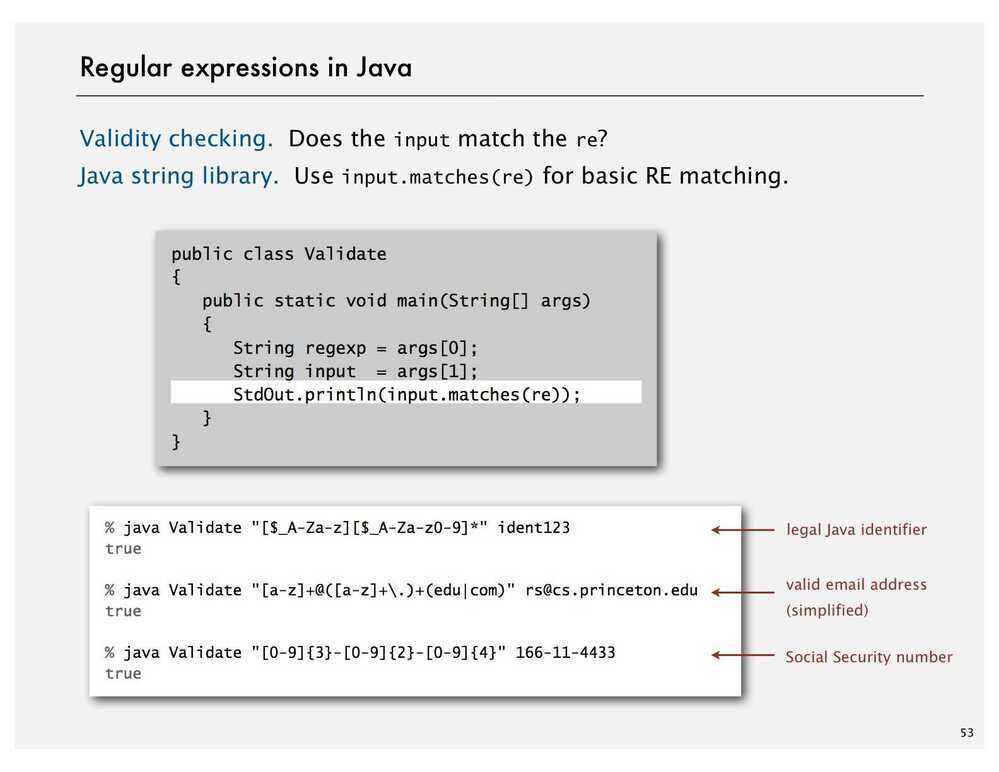 Regular expressions in Java
Validity checking. Does the input match the re?
Java string library. Use input.matches(re) for basic RE matching.
public class Validate
{
   public static void main(String[] args)
   {
      String regexp = args[0];
      String input  = args[1];
      StdOut.println(input.matches(re));
   }
}
% java Validate "[$_A-Za-z][$_A-Za-z0-9]*" ident123
legal Java identifier
true
% java Validate "[a-z]+@([a-z]+\.)+(edu|com)" rs@cs.princeton.edu
valid email address
(simplified)
true
% java Validate "[0-9]{3}-[0-9]{2}-[0-9]{4}" 166-11-4433
Social Security number
true
53